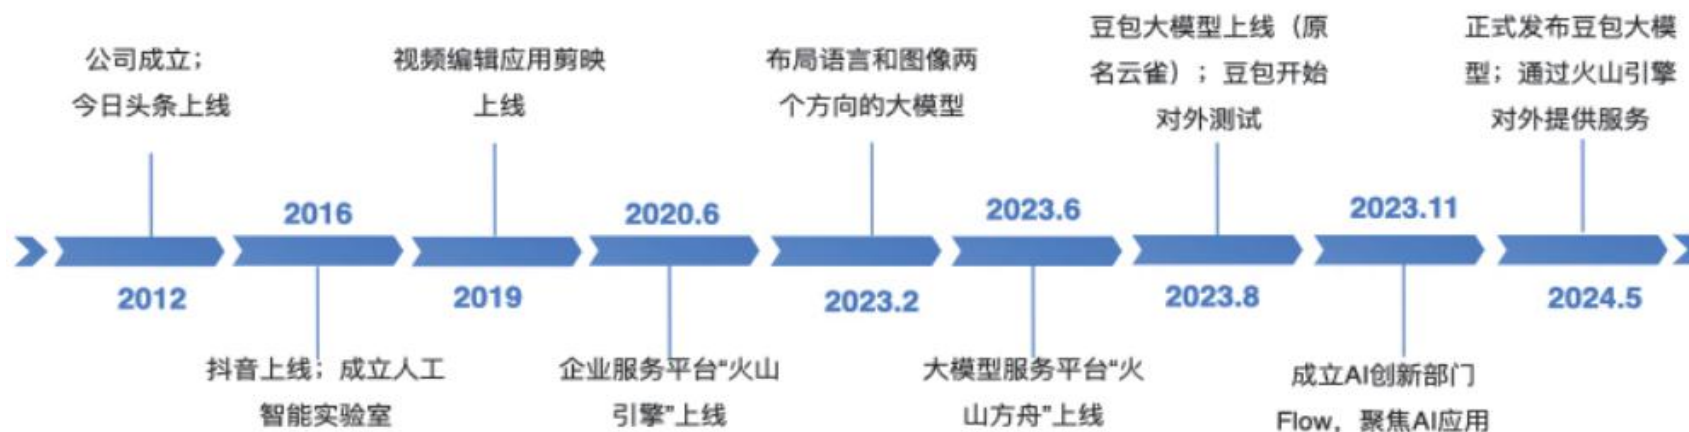 公司成立；
今日头条上线
2012
2016
抖音上线；成立人工
智能实验室
视频编辑应用剪映
上线
2019
2020.6
企业服务平台“火山
引擎”上线
布局语言和图像两
个方向的大模型
2023.2
2023.6
大模型服务平台“火
山方舟”上线
豆包大模型上线（原
名云雀）；豆包开始
对外测试
2023.8
2023.11
成立AI创新部门
Flow，聚焦AI应用
正式发布豆包大模
型；通过火山引擎
对外提供服务
2024.5